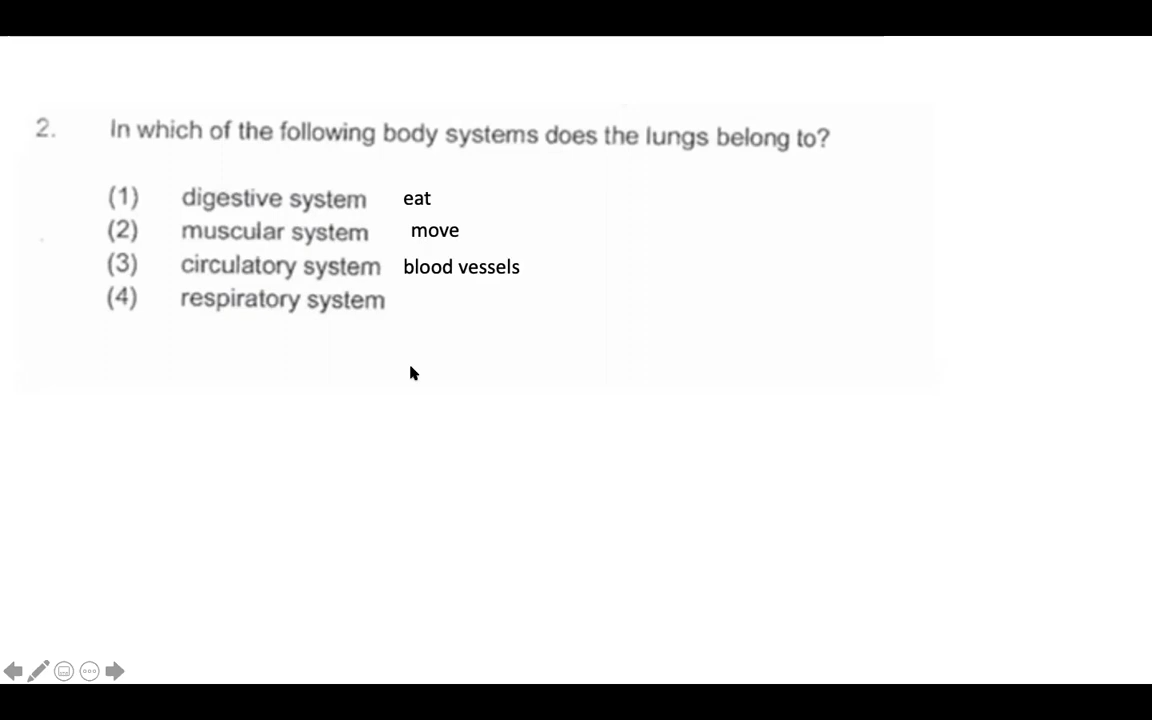 2. In which of the following body systems does the lungs belong to?
(1) digestive system eat
(2) muscular system move
(3) circulatory system blood vessels
(4) respiratory system